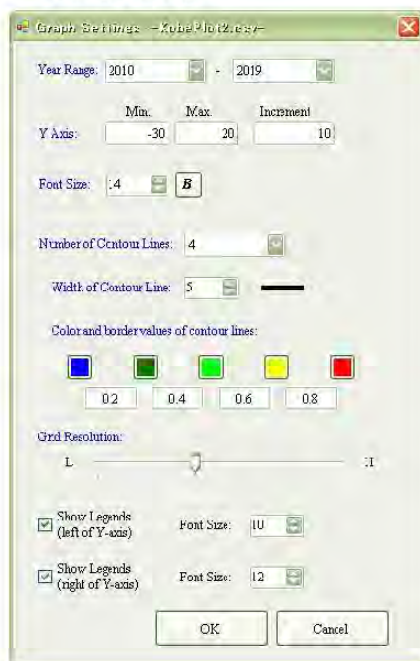 Graph Settings -KobePlot2.csv-
Year Range: 2010 - 2019
Min. Max. Increment
Y Axis: -30 20 10
Font Size: 14 B
Number of Contour Lines: 4
Width of Contour Line: 5
Color and border values of contour lines:
0.2 0.4 0.6 0.8
Grid Resolution:
L H
Show Legends
(left of Y-axis) Font Size: 10
Show Legends
(right of Y-axis) Font Size: 12
OK Cancel